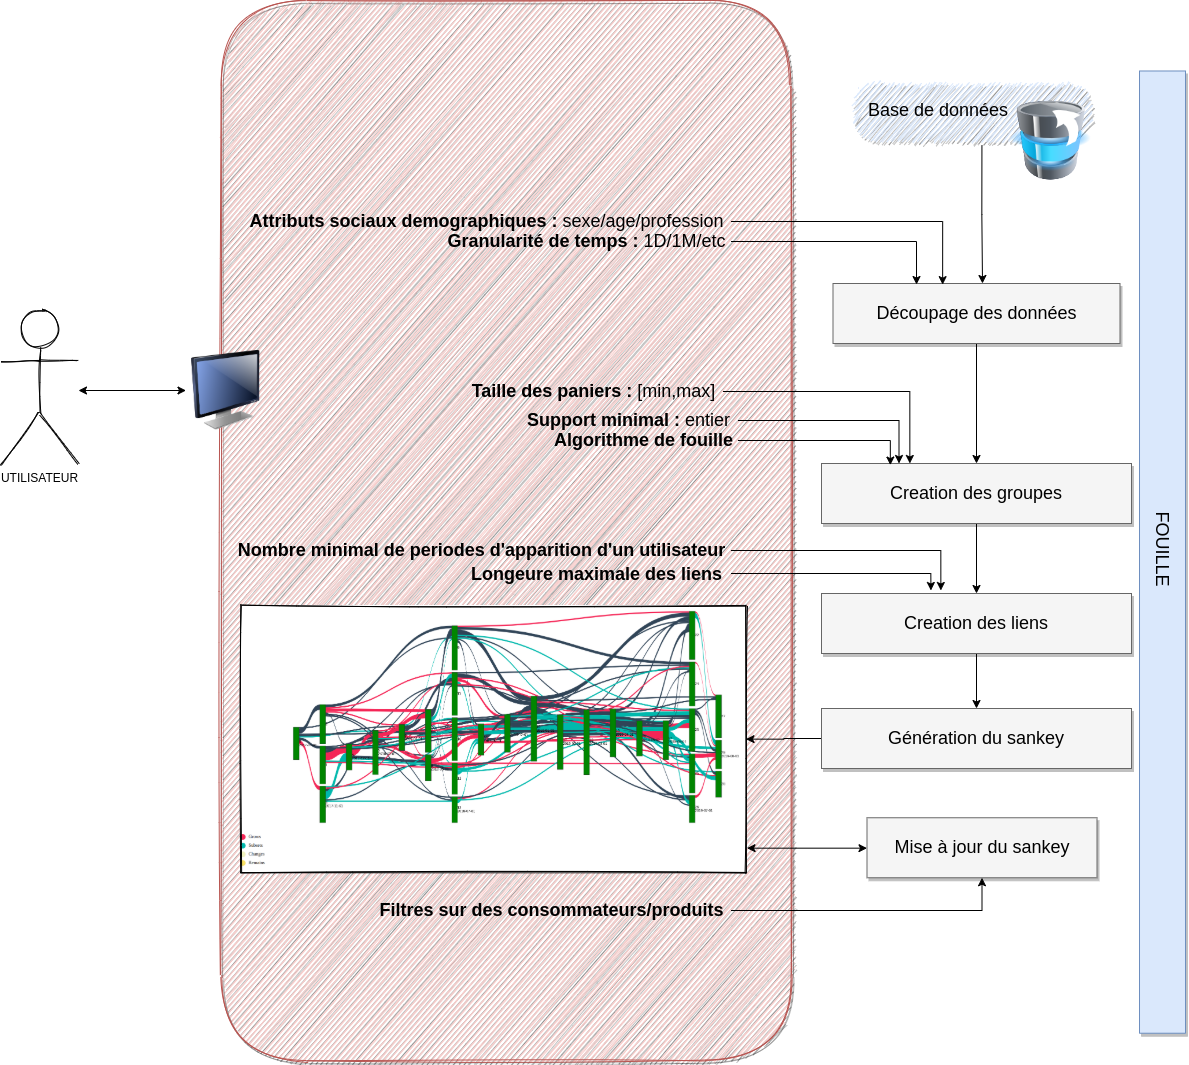 Base de données
Attributs sociaux demographiques : sexe/age/profession
Granularité de temps : 1D/1M/etc
Découpage des données
UTILISATEUR
Taille des paniers : [min,max]
Support minimal : entier
Algorithme de fouille
Creation des groupes
FOUILLE
Nombre minimal de periodes d'apparition d'un utilisateur
Longeure maximale des liens
Creation des liens
Génération du sankey
Mise à jour du sankey
Filtres sur des consommateurs/produits